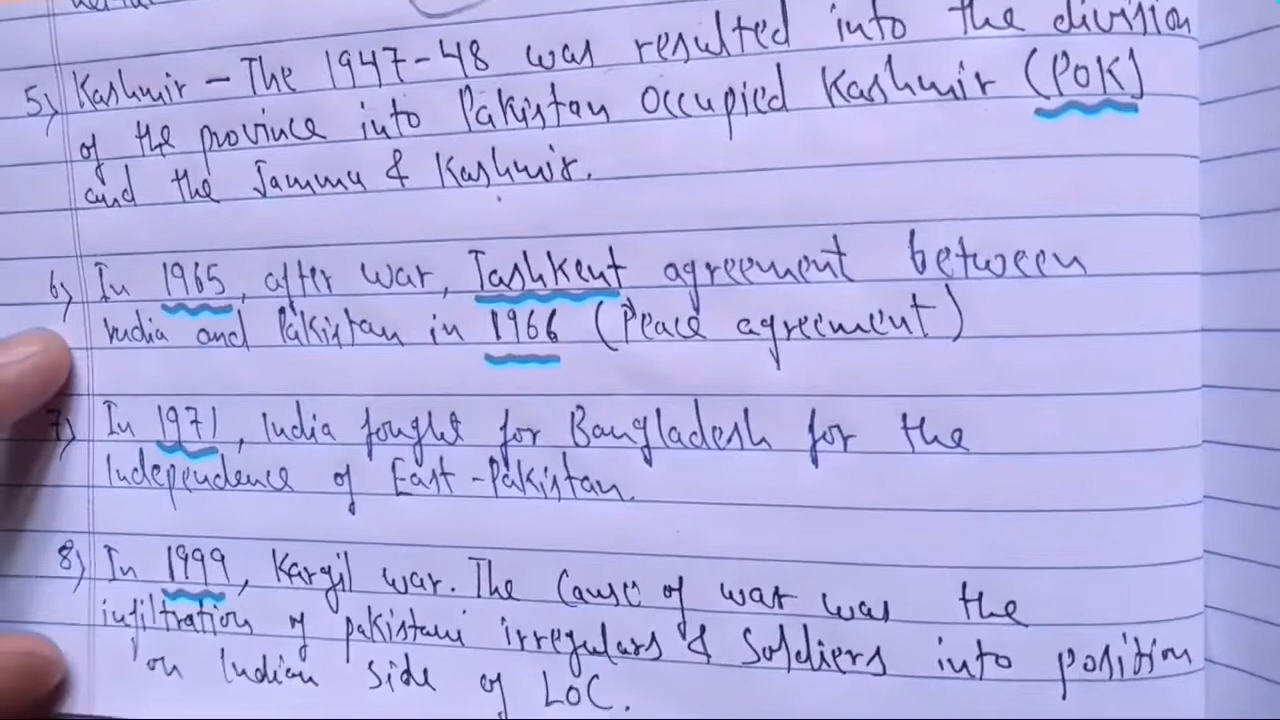 5) Kashmir - The 1947-48 was resulted into the division
of the province into Pakistan Occupied Kashmir (POK)
and the Jammu & Kashmir.
6) In 1965, after war, Tashkent agreement between
India and Pakistan in 1966 (Peace agreement)
7) In 1971, India fought for Bangladesh for the
Independence of East-Pakistan.
8) In 1999, Kargil war. The Cause of war was the
infiltration of pakistani irregulars & Soldiers into position
on Indian side of LOC.